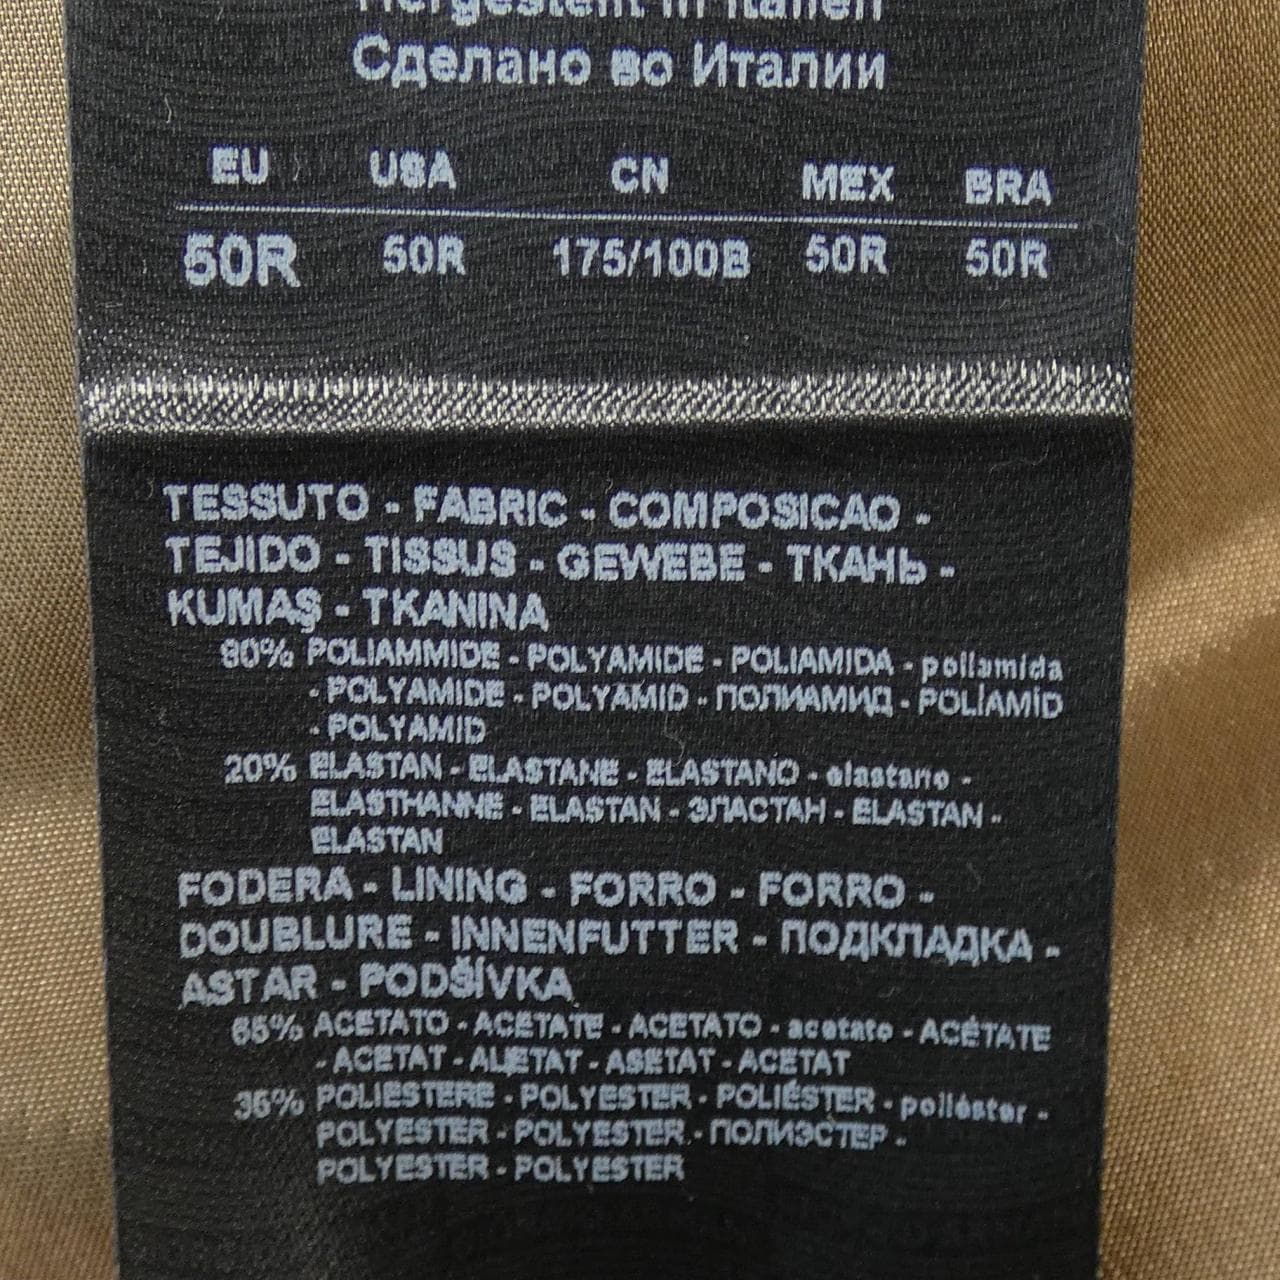 Hergestellt in Italien
Сделано во Италии
EU USA CN MEX BRA
50R 50R 175/100B 50R 50R
TESSUTO - FABRIC - COMPOSICAO -
TEJIDO - TISSUS - GEWEBE - ТКАНЬ -
KUMAŞ - TKANINA
80% POLIAMMIDE - POLYAMIDE - POLIAMIDA - poliamida
- POLYAMIDE - POLYAMID - ПОЛИАМИД - POLİAMİD
- POLYAMID
20% ELASTAN - ELASTANE - ELASTANO - elastano -
ELASTHANNE - ELASTAN - ЭЛАСТАН - ELASTAN -
ELASTAN
FODERA - LINING - FORRO - FORRO -
DOUBLURE - INNENFUTTER - ПОДКЛАДКА -
ASTAR - PODŠÍVKA
65% ACETATO - ACETATE - ACETATO - acetato - ACÉTATE
- ACETAT - АЦЕТАТ - ASETAT - ACETAT
35% POLIESTERE - POLYESTER - POLIÉSTER - poliéster -
POLYESTER - POLYESTER - ПОЛИЭСТЕР -
POLYESTER - POLYESTER